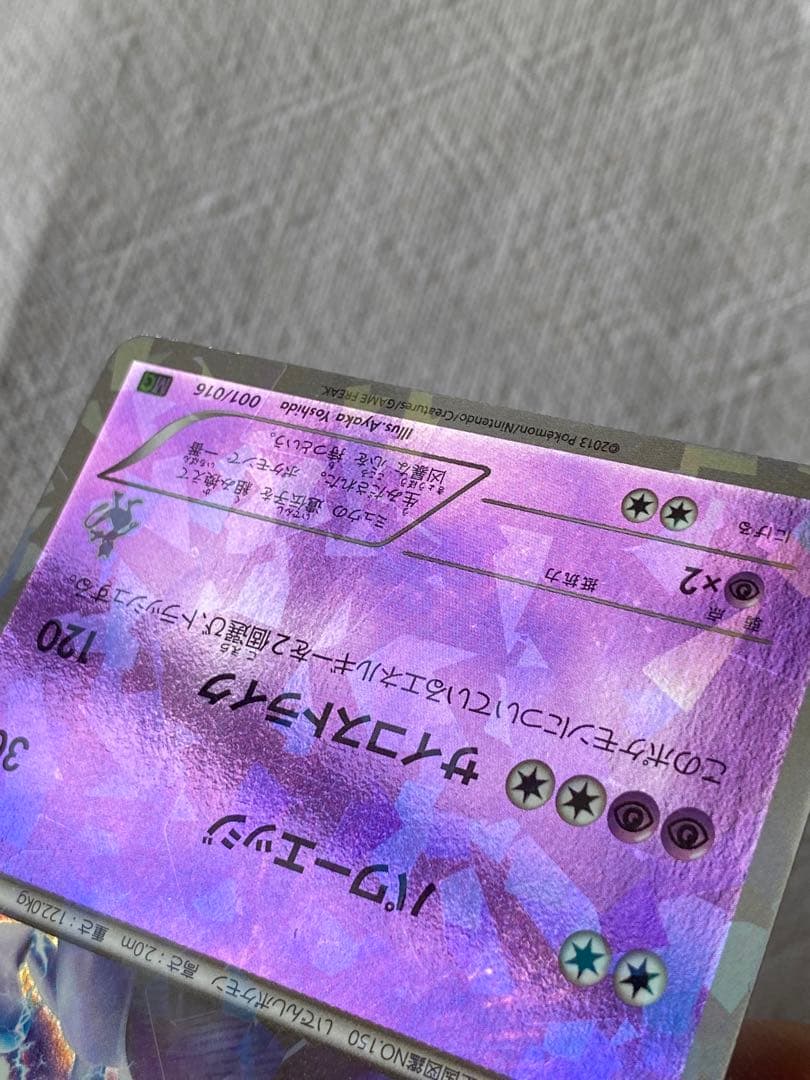 国図鑑NO.150 いでんしポケモン 高さ：2.0m 重さ：122.0kg
パワーエッジ 30
サイコストライク 120
このポケモンについているエネルギーを2個選び、トラッシュする。
弱点 抵抗力
×2
にげる
ミュウの 遺伝子を 組み換えて
生みだされた。 ポケモンで 一番
凶暴な 心を 持つという。
Illus. Ayaka Yoshida 001/016
©2013 Pokémon/Nintendo/Creatures/GAME FREAK.